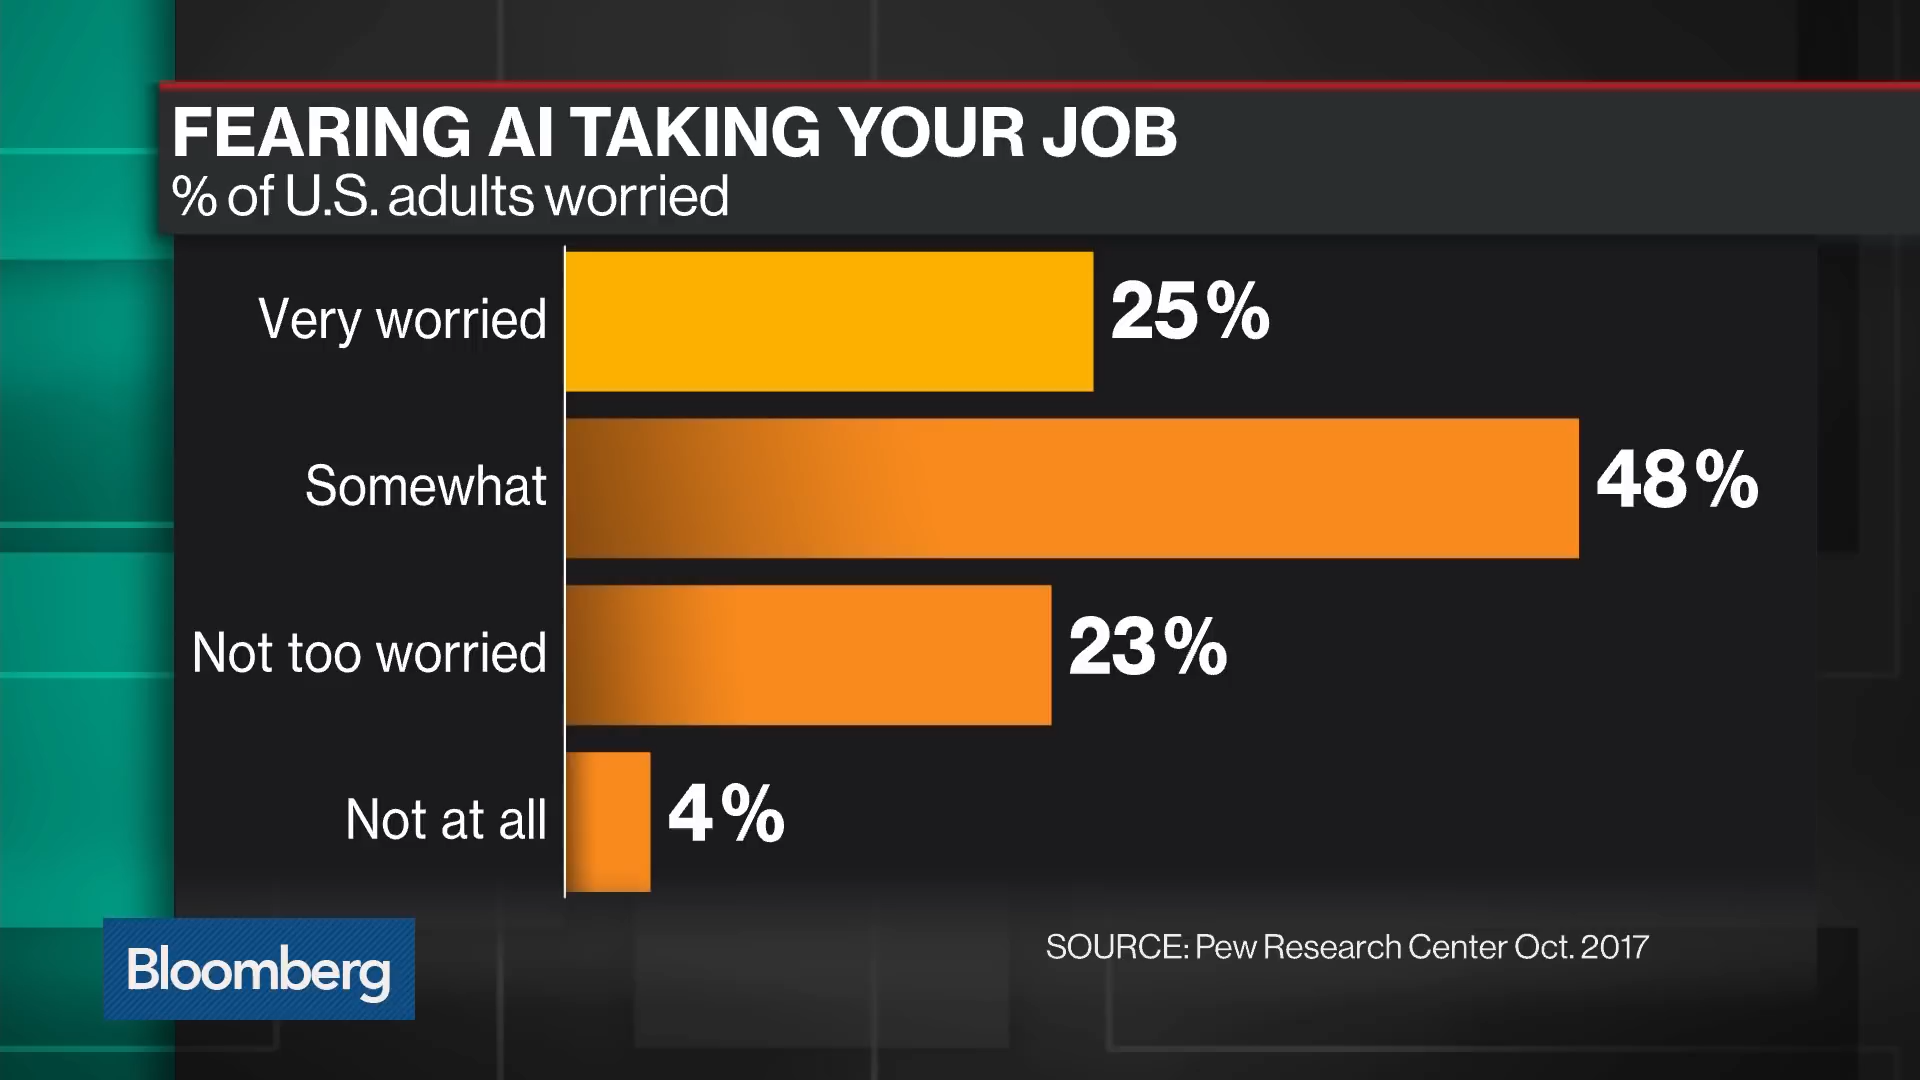 FEARING AI TAKING YOUR JOB
% of U.S. adults worried
Very worried 25%
Somewhat 48%
Not too worried 23%
Not at all 4%
SOURCE: Pew Research Center Oct. 2017
Bloomberg